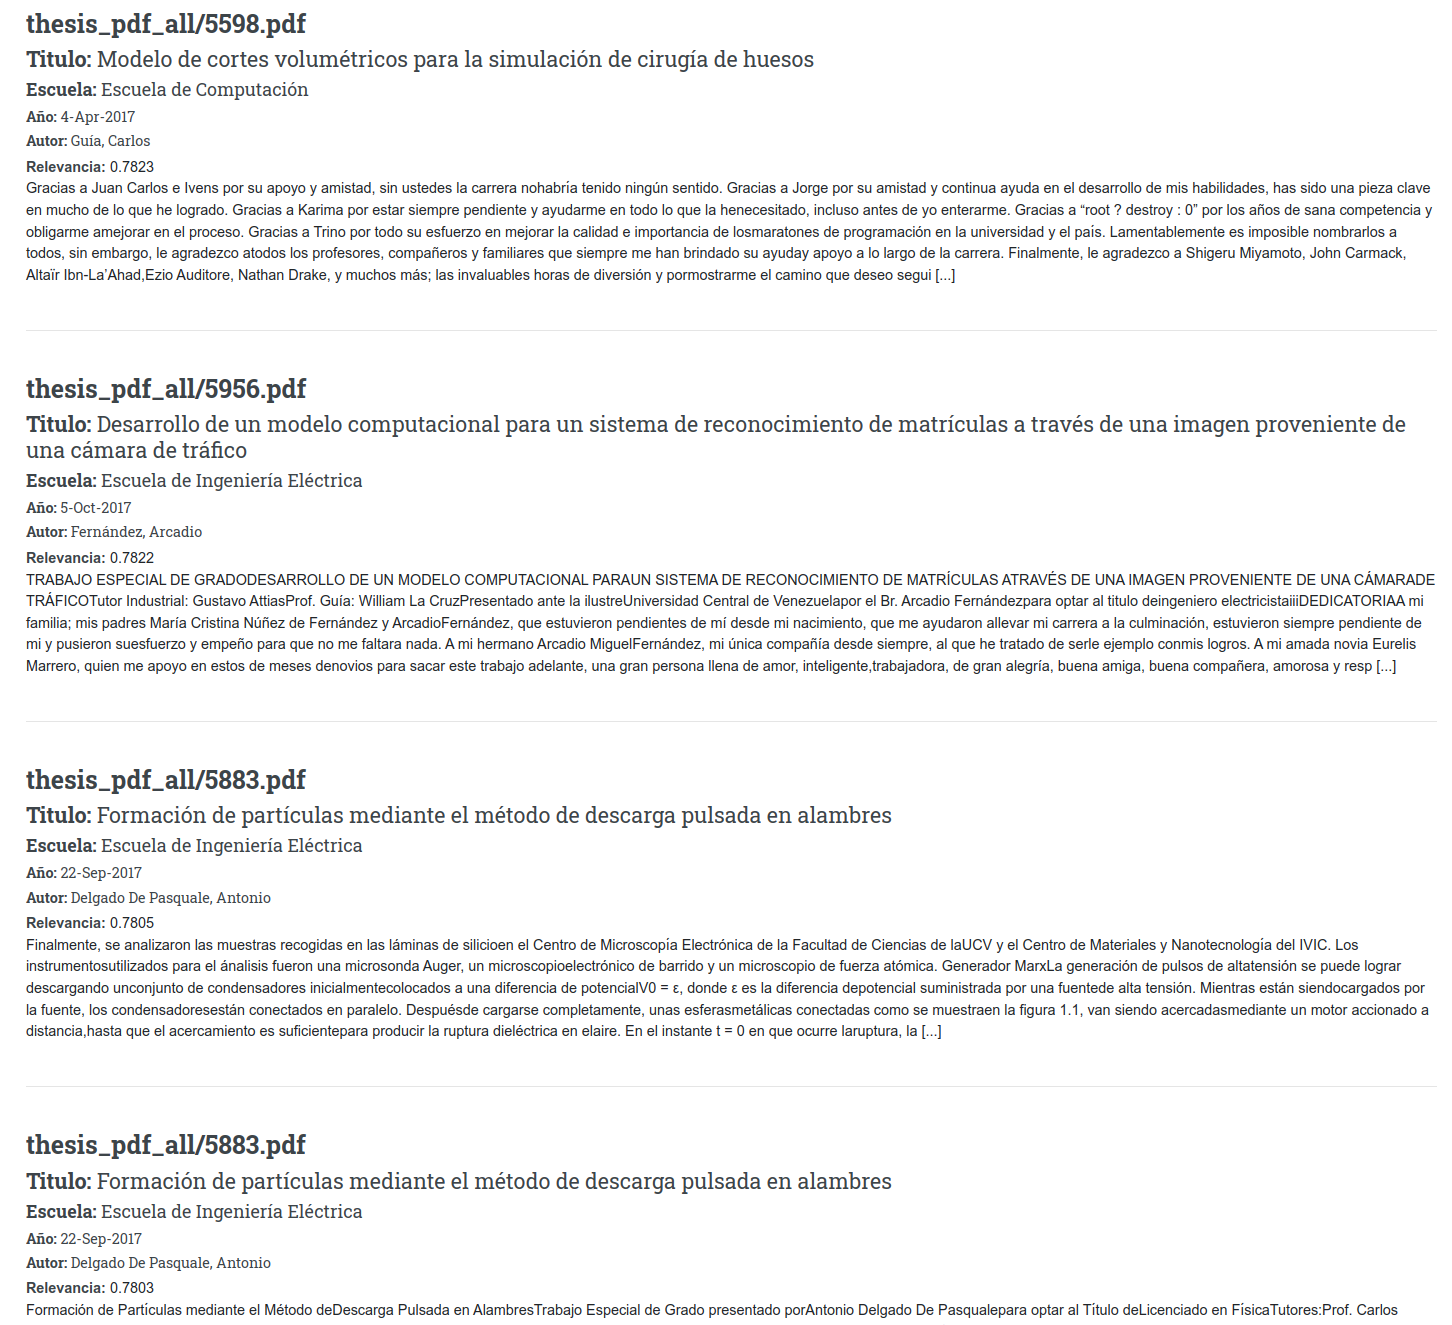 thesis_pdf_all/5598.pdf
Titulo: Modelo de cortes volumétricos para la simulación de cirugía de huesos
Escuela: Escuela de Computación
Año: 4-Apr-2017
Autor: Guía, Carlos
Relevancia: 0.7823
Gracias a Juan Carlos e Ivens por su apoyo y amistad, sin ustedes la carrera nohabría tenido ningún sentido. Gracias a Jorge por su amistad y continua ayuda en el desarrollo de mis habilidades, has sido una pieza clave
en mucho de lo que he logrado. Gracias a Karima por estar siempre pendiente y ayudarme en todo lo que la henecesitado, incluso antes de yo enterarme. Gracias a “root ? destroy : 0” por los años de sana competencia y
obligarme amejorar en el proceso. Gracias a Trino por todo su esfuerzo en mejorar la calidad e importancia de losmaratones de programación en la universidad y el país. Lamentablemente es imposible nombrarlos a
todos, sin embargo, le agradezco atodos los profesores, compañeros y familiares que siempre me han brindado su ayuday apoyo a lo largo de la carrera. Finalmente, le agradezco a Shigeru Miyamoto, John Carmack,
Altaïr Ibn-La’Ahad,Ezio Auditore, Nathan Drake, y muchos más; las invaluables horas de diversión y pormostrarme el camino que deseo segui [...]
thesis_pdf_all/5956.pdf
Titulo: Desarrollo de un modelo computacional para un sistema de reconocimiento de matrículas a través de una imagen proveniente de
una cámara de tráfico
Escuela: Escuela de Ingeniería Eléctrica
Año: 5-Oct-2017
Autor: Fernández, Arcadio
Relevancia: 0.7822
TRABAJO ESPECIAL DE GRADODESARROLLO DE UN MODELO COMPUTACIONAL PARAUN SISTEMA DE RECONOCIMIENTO DE MATRÍCULAS ATRAVÉS DE UNA IMAGEN PROVENIENTE DE UNA CÁMARADE
TRÁFICOTutor Industrial: Gustavo AttiasProf. Guía: William La CruzPresentado ante la ilustreUniversidad Central de Venezuelapor el Br. Arcadio Fernándezpara optar al titulo deingeniero electricistaiiiDEDICATORIAA mi
familia; mis padres María Cristina Núñez de Fernández y ArcadioFernández, que estuvieron pendientes de mí desde mi nacimiento, que me ayudaron allevar mi carrera a la culminación, estuvieron siempre pendiente de
mi y pusieron suesfuerzo y empeño para que no me faltara nada. A mi hermano Arcadio MiguelFernández, mi única compañía desde siempre, al que he tratado de serle ejemplo conmis logros. A mi amada novia Eurelis
Marrero, quien me apoyo en estos de meses denovios para sacar este trabajo adelante, una gran persona llena de amor, inteligente,trabajadora, de gran alegría, buena amiga, buena compañera, amorosa y resp [...]
thesis_pdf_all/5883.pdf
Titulo: Formación de partículas mediante el método de descarga pulsada en alambres
Escuela: Escuela de Ingeniería Eléctrica
Año: 22-Sep-2017
Autor: Delgado De Pasquale, Antonio
Relevancia: 0.7805
Finalmente, se analizaron las muestras recogidas en las láminas de silicioen el Centro de Microscopía Electrónica de la Facultad de Ciencias de laUCV y el Centro de Materiales y Nanotecnología del IVIC. Los
instrumentosutilizados para el ánalisis fueron una microsonda Auger, un microscopioelectrónico de barrido y un microscopio de fuerza atómica. Generador MarxLa generación de pulsos de altatensión se puede lograr
descargando unconjunto de condensadores inicialmentecolocados a una diferencia de potencialV0 = ε, donde ε es la diferencia depotencial suministrada por una fuentede alta tensión. Mientras están siendocargados por
la fuente, los condensadoresestán conectados en paralelo. Despuésde cargarse completamente, unas esferasmetálicas conectadas como se muestraen la figura 1.1, van siendo acercadasmediante un motor accionado a
distancia,hasta que el acercamiento es suficientepara producir la ruptura dieléctrica en elaire. En el instante t = 0 en que ocurre laruptura, la [...]
thesis_pdf_all/5883.pdf
Titulo: Formación de partículas mediante el método de descarga pulsada en alambres
Escuela: Escuela de Ingeniería Eléctrica
Año: 22-Sep-2017
Autor: Delgado De Pasquale, Antonio
Relevancia: 0.7803
Formación de Partículas mediante el Método deDescarga Pulsada en AlambresTrabajo Especial de Grado presentado porAntonio Delgado De Pasqualepara optar al Título deLicenciado en FísicaTutores:Prof. Carlos